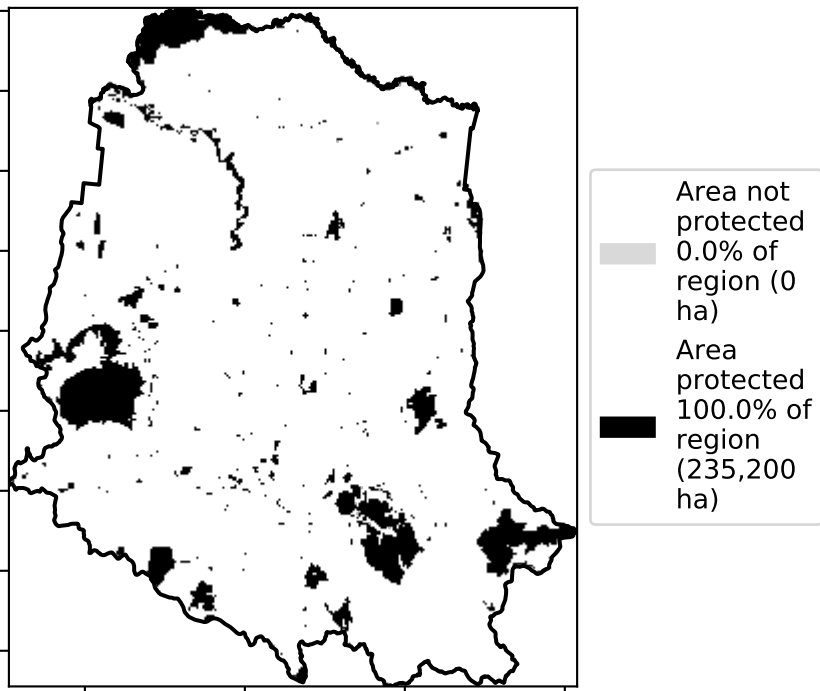 Area not
protected
0.0% of
region (0
ha)
Area
protected
100.0% of
region
(235,200
ha)